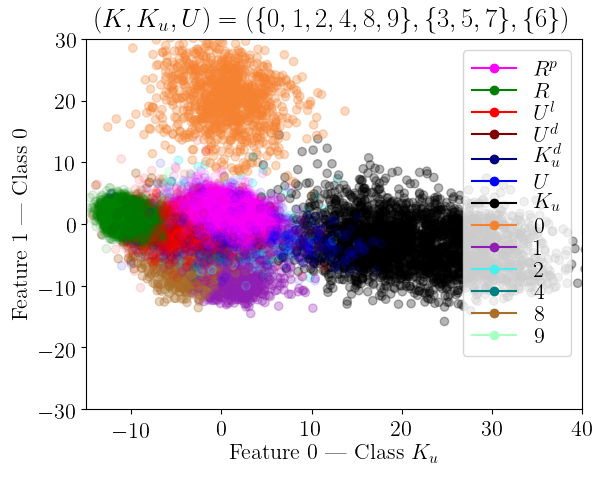 (K, K_u, U) = ({0, 1, 2, 4, 8, 9}, {3, 5, 7}, {6})
30
20
10
0
−10
−20
−30
Feature 1 — Class 0
−10 0 10 20 30 40
Feature 0 — Class K_u
R^p
R
U^l
U^d
K_u^d
U
K_u
0
1
2
4
8
9